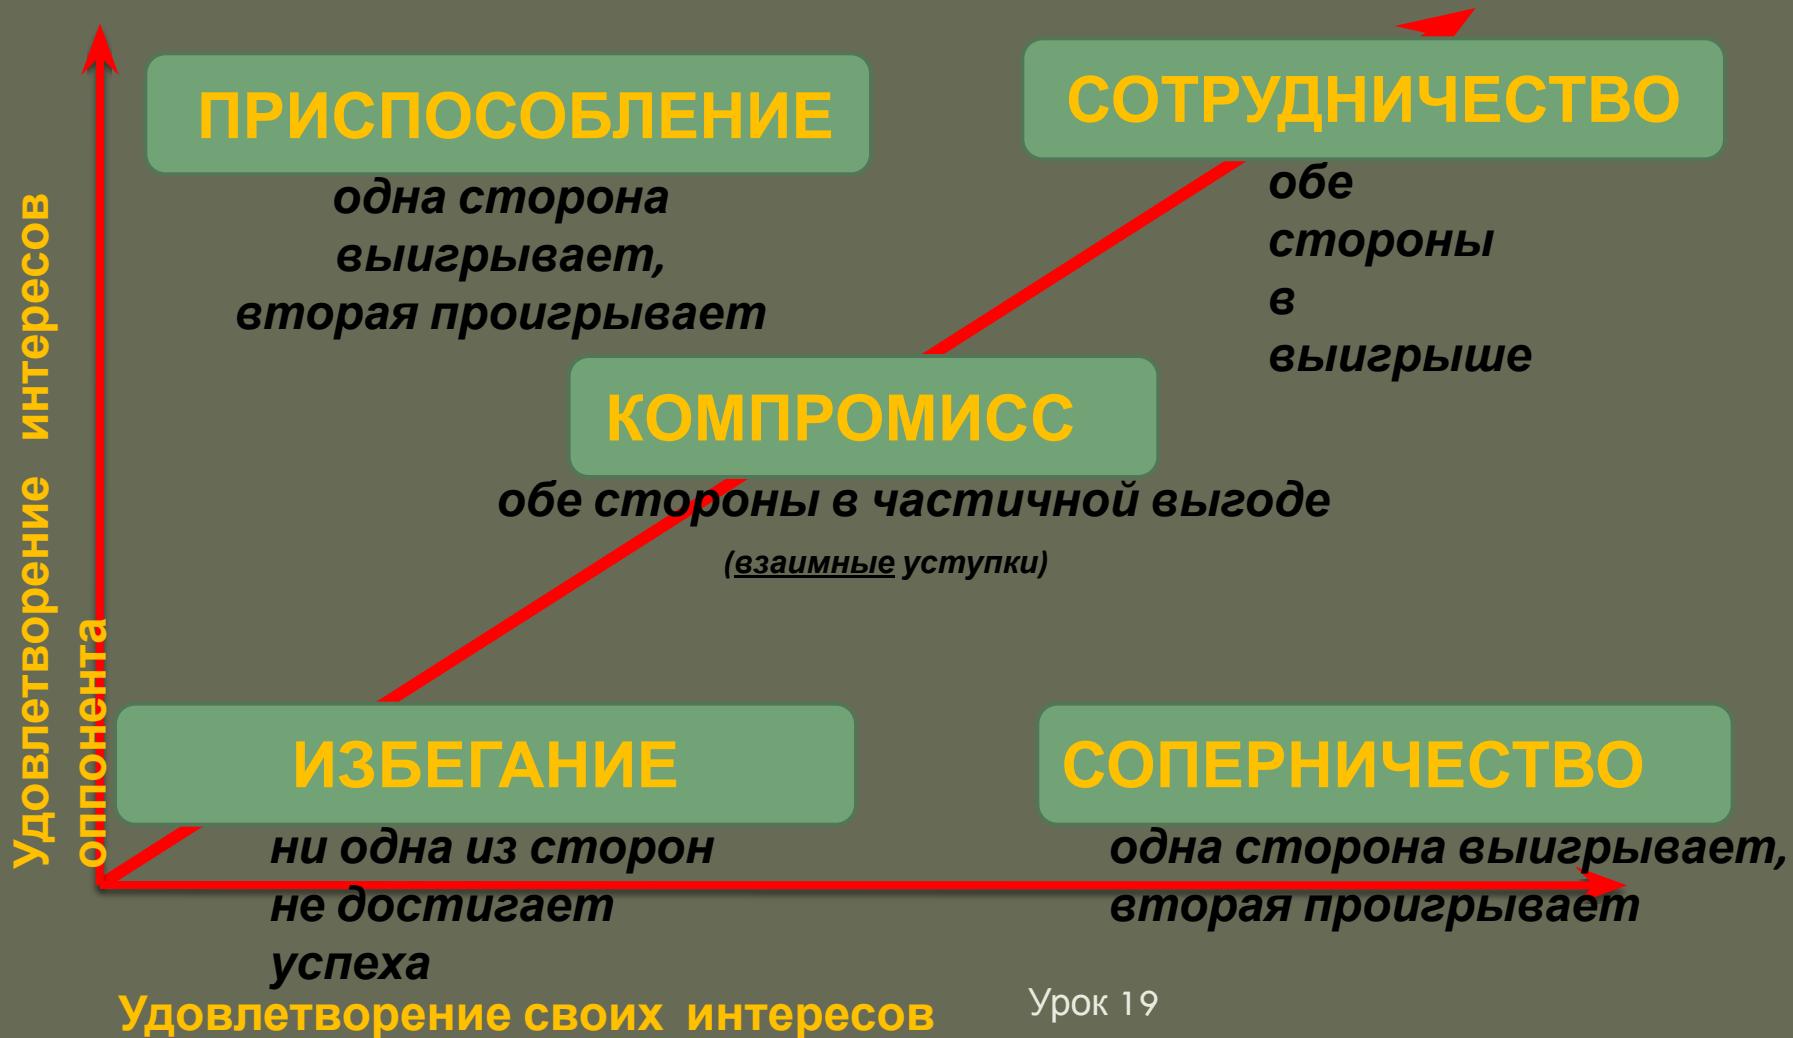 ПРИСПОСОБЛЕНИЕ
одна сторона
выигрывает,
вторая проигрывает
СОТРУДНИЧЕСТВО
обе
стороны
в
выигрыше
КОМПРОМИСС
обе стороны в частичной выгоде
(взаимные уступки)
ИЗБЕГАНИЕ
ни одна из сторон
не достигает
успеха
СОПЕРНИЧЕСТВО
одна сторона выигрывает,
вторая проигрывает
Удовлетворение интересов
оппонента
Удовлетворение своих интересов
Урок 19